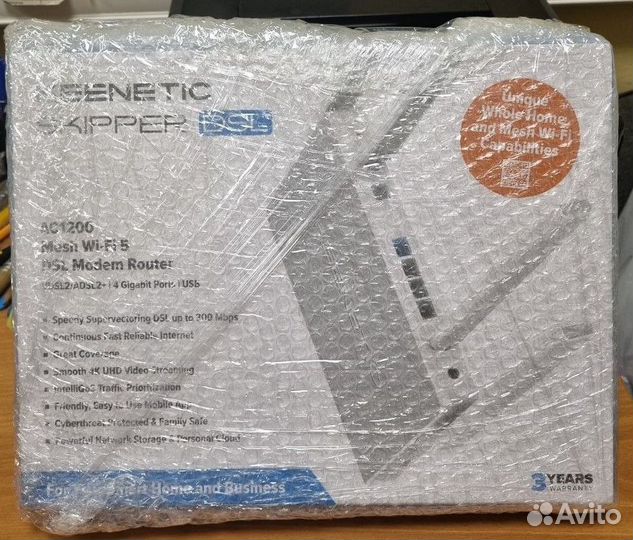 KEENETIC
SKIPPER DSL
Unique
Whole Home
and Mesh Wi-Fi
Capabilities
AC1200
Mesh Wi-Fi 5
DSL Modem Router
VDSL2/ADSL2+ | 4 Gigabit Ports | USB
Speedy Supervectoring DSL up to 300 Mbps
Continuous Fast Reliable Internet
Great Coverage
Smooth 4K UHD Video Streaming
IntelliQoS Traffic Prioritization
Friendly, Easy to Use Mobile App
Cyberthreat Protected & Family Safe
Powerful Network Storage & Personal Cloud
For Smart Home and Business
3 YEARS
WARRANTY
Avito